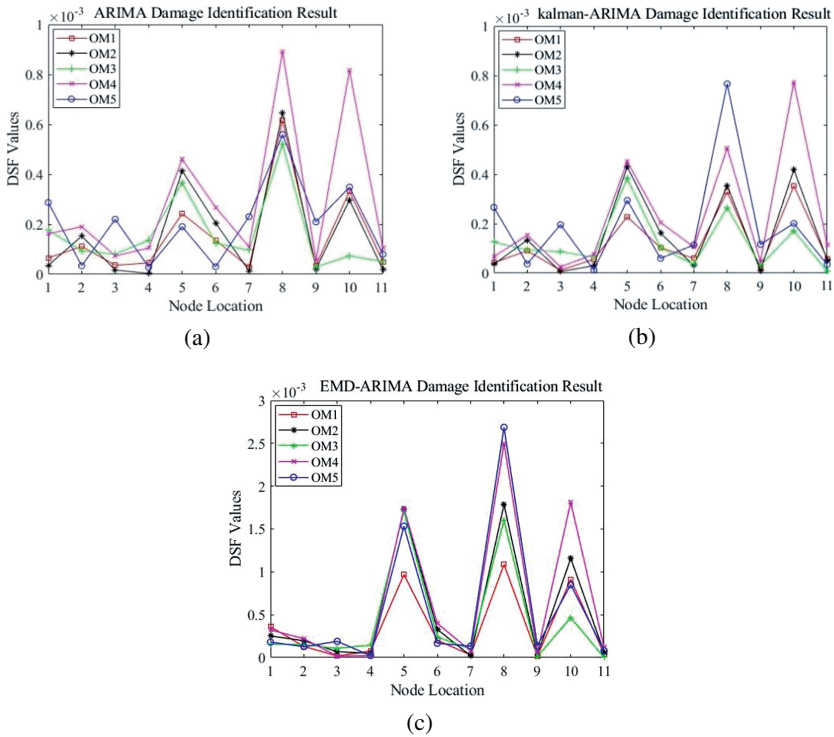 ARIMA Damage Identification Result
×10⁻³
1
0.8
0.6
0.4
0.2
0
DSF Values
OM1
OM2
OM3
OM4
OM5
1 2 3 4 5 6 7 8 9 10 11
Node Location
(a)
kalman-ARIMA Damage Identification Result
×10⁻³
1
0.8
0.6
0.4
0.2
0
DSF Values
OM1
OM2
OM3
OM4
OM5
1 2 3 4 5 6 7 8 9 10 11
Node Location
(b)
EMD-ARIMA Damage Identification Result
×10⁻³
3
2.5
2
1.5
1
0.5
0
DSF Values
OM1
OM2
OM3
OM4
OM5
1 2 3 4 5 6 7 8 9 10 11
Node Location
(c)